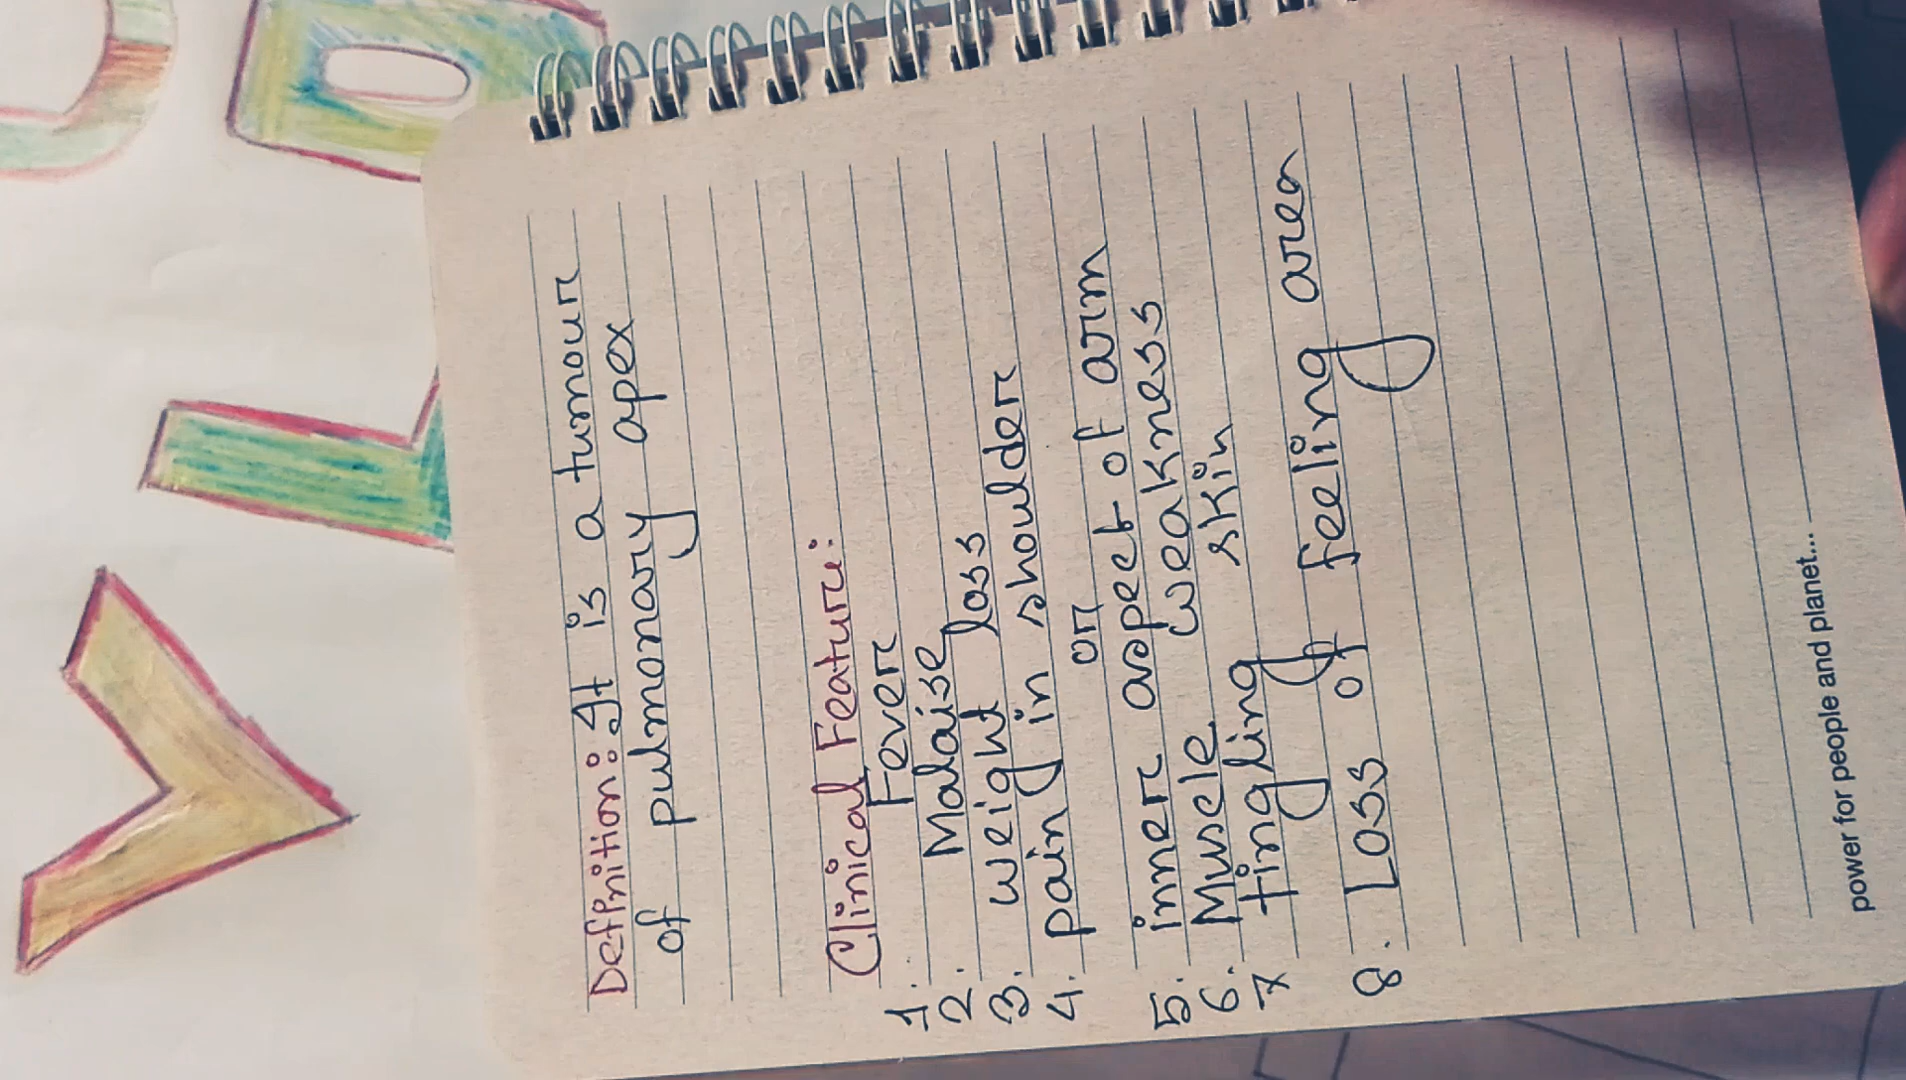 Deffnition: It is a tumour
of pulmonary apex
Clinical Feature:
1. Fever
2. Malaise
3. weight loss
4. pain in shoulder
or
5. inner aspect of arm
6. Muscle weakness
7 tingling skin
8. Loss of feeling area
power for people and planet...